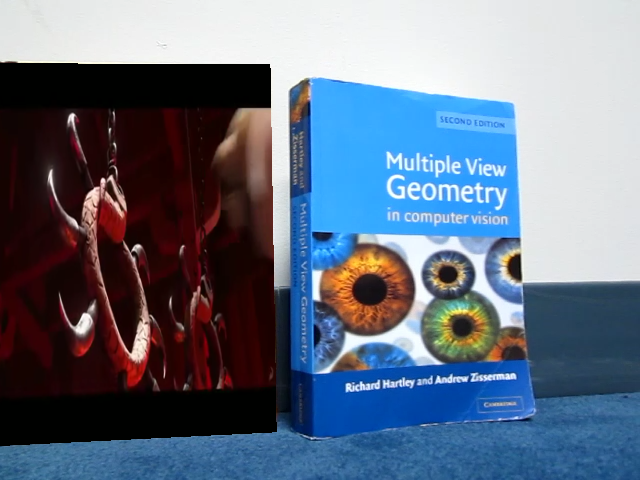 SECOND EDITION
Multiple View
Geometry
in computer vision
Richard Hartley and Andrew Zisserman
CAMBRIDGE
Hartley and
Zisserman
Multiple View Geometry